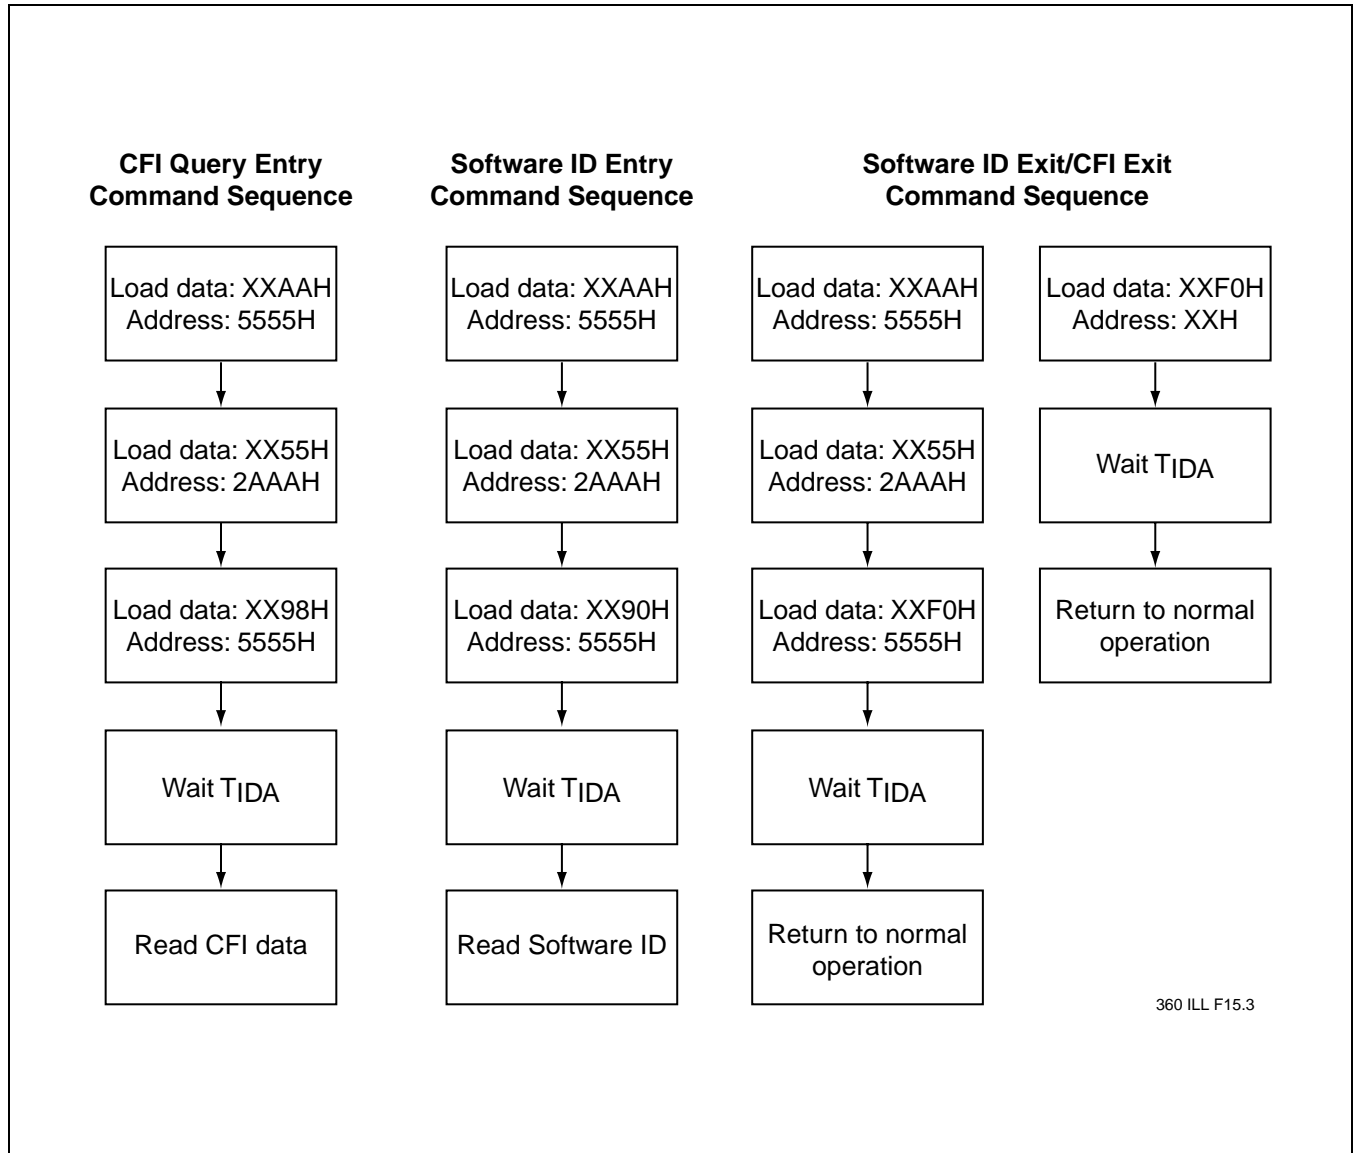 CFI Query Entry
Command Sequence
Load data: XXAAH
Address: 5555H
Load data: XX55H
Address: 2AAAH
Load data: XX98H
Address: 5555H
Wait TIDA
Read CFI data
Software ID Entry
Command Sequence
Load data: XXAAH
Address: 5555H
Load data: XX55H
Address: 2AAAH
Load data: XX90H
Address: 5555H
Wait TIDA
Read Software ID
Software ID Exit/CFI Exit
Command Sequence
Load data: XXAAH
Address: 5555H
Load data: XX55H
Address: 2AAAH
Load data: XXF0H
Address: 5555H
Wait TIDA
Return to normal
operation
Load data: XXF0H
Address: XXH
Wait TIDA
Return to normal
operation
360 ILL F15.3